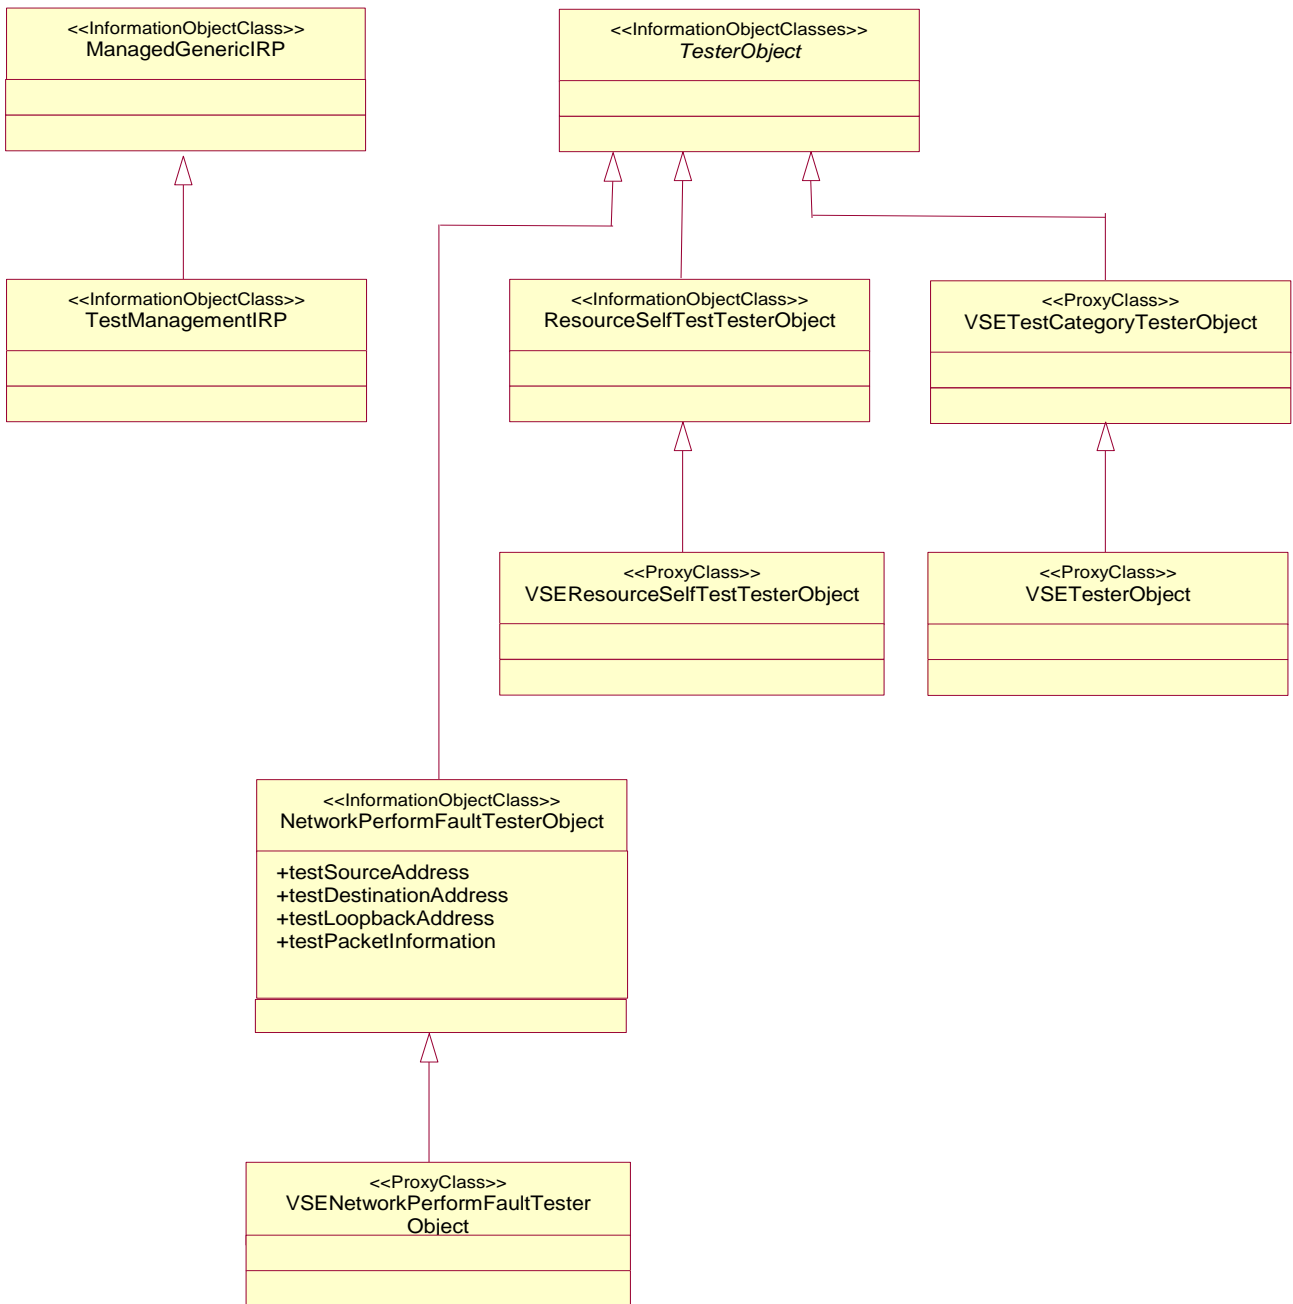 <<InformationObjectClass>>
ManagedGenericIRP
<<InformationObjectClasses>>
TesterObject
<<InformationObjectClass>>
TestManagementIRP
<<InformationObjectClass>>
ResourceSelfTestTesterObject
<<ProxyClass>>
VSETestCategoryTesterObject
<<ProxyClass>>
VSEResourceSelfTestTesterObject
<<ProxyClass>>
VSETesterObject
<<InformationObjectClass>>
NetworkPerformFaultTesterObject
+testSourceAddress
+testDestinationAddress
+testLoopbackAddress
+testPacketInformation
<<ProxyClass>>
VSENetworkPerformFaultTester
Object